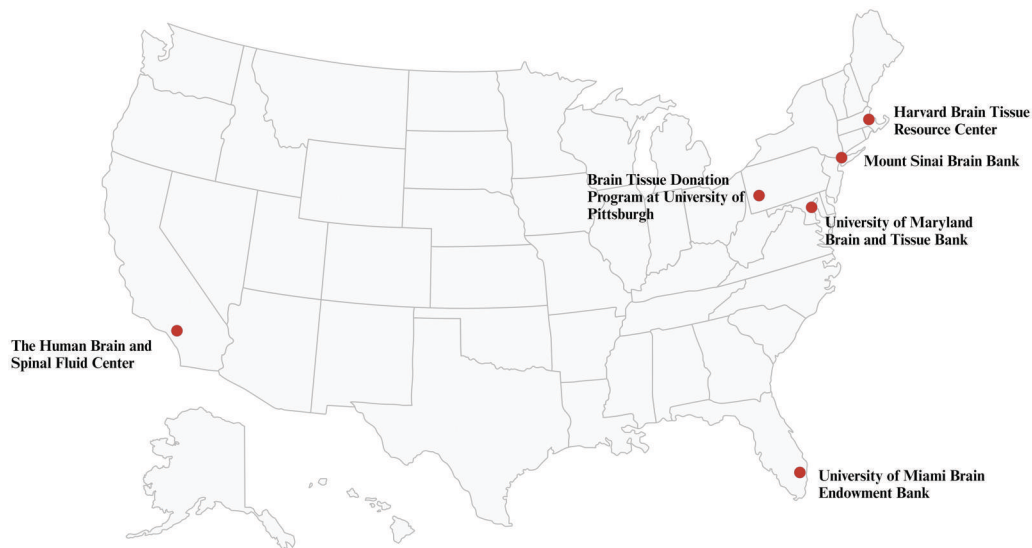 Harvard Brain Tissue
Resource Center
Mount Sinai Brain Bank
Brain Tissue Donation
Program at University of
Pittsburgh
University of Maryland
Brain and Tissue Bank
The Human Brain and
Spinal Fluid Center
University of Miami Brain
Endowment Bank